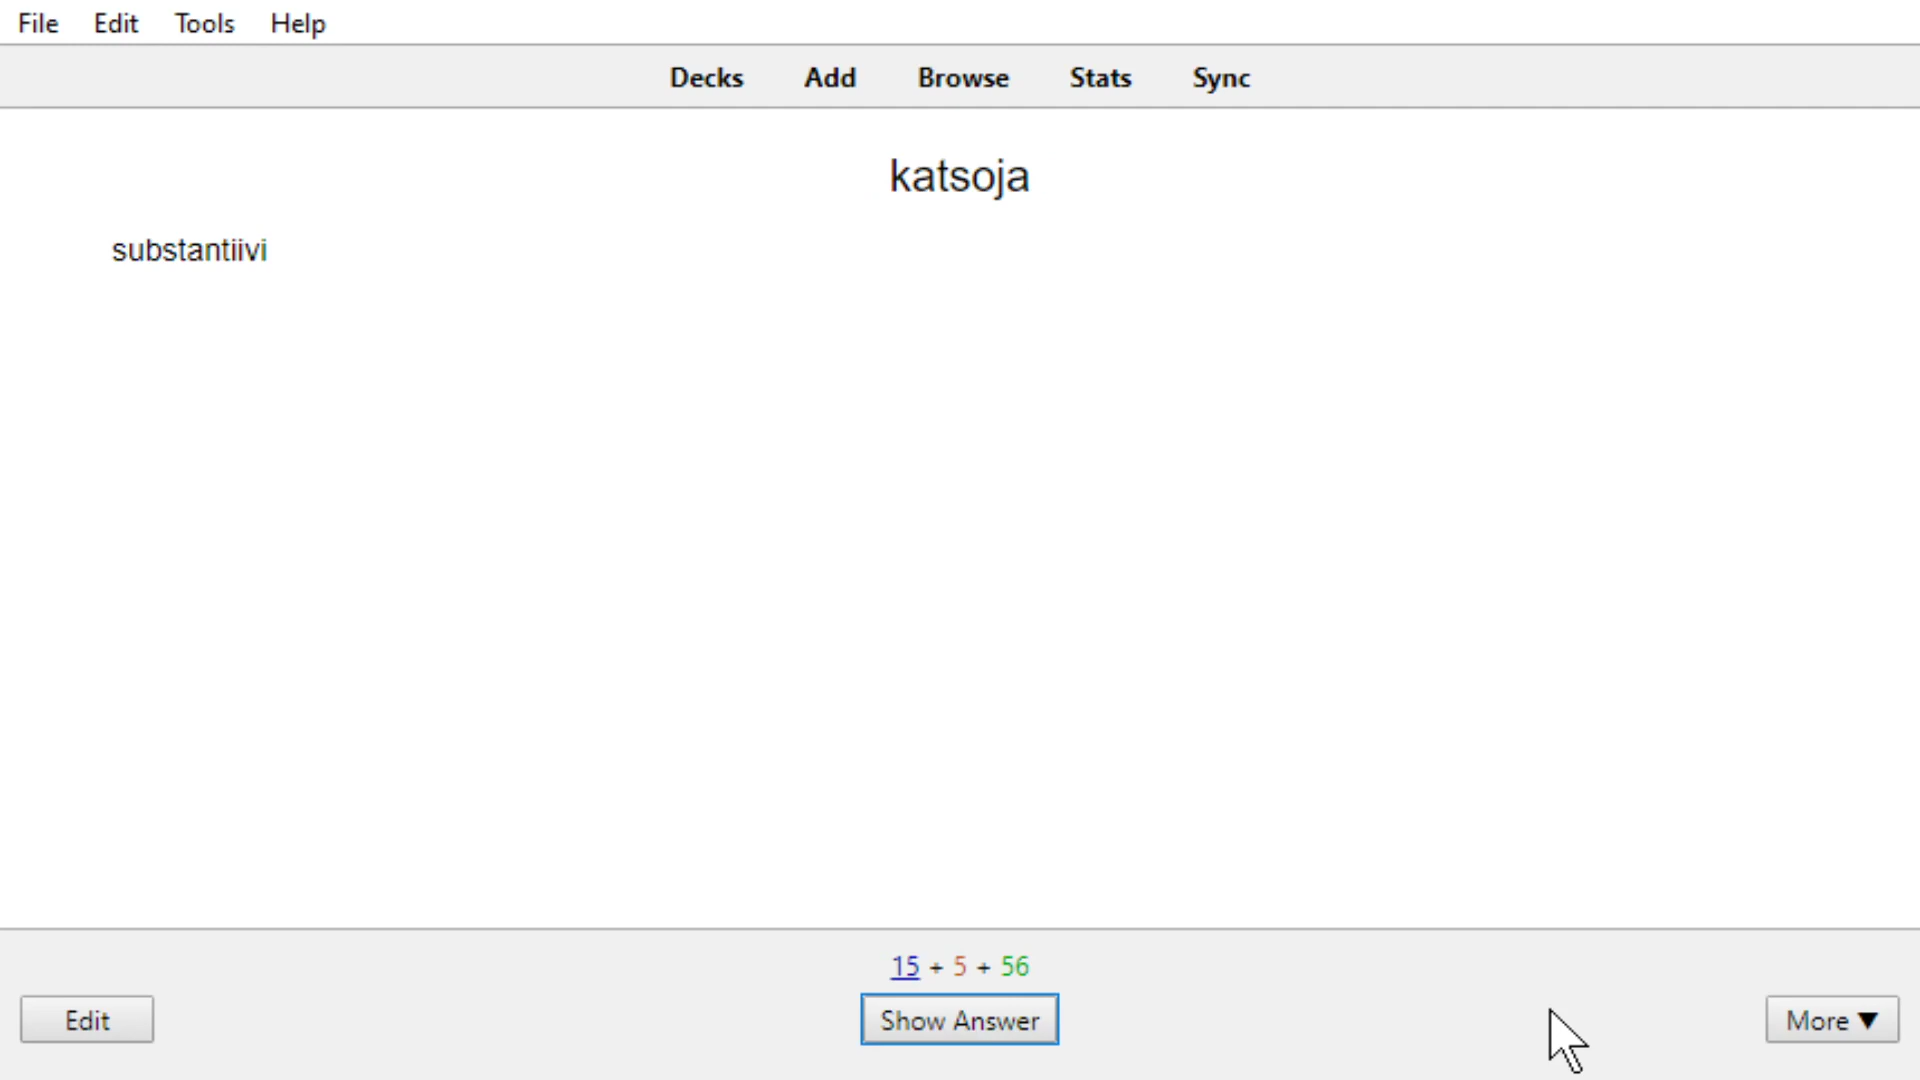 File Edit Tools Help
Decks Add Browse Stats Sync
katsoja
substantiivi
15 + 5 + 56
Edit Show Answer More ▼